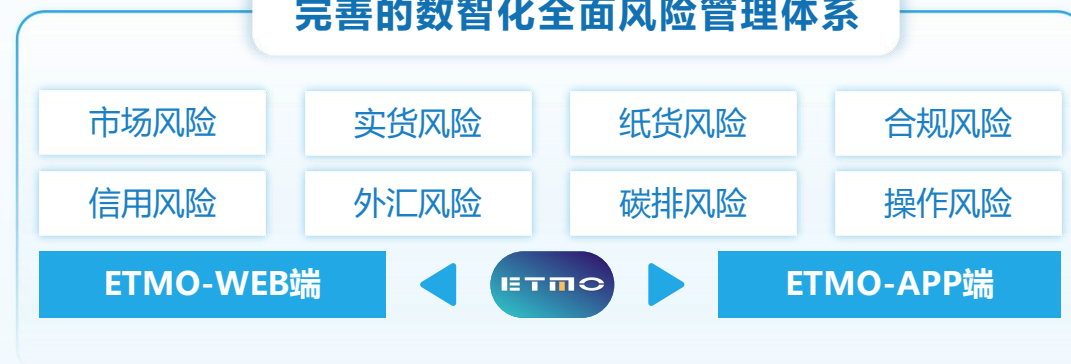 完善的数智化全面风险管理体系
市场风险 实货风险 纸货风险 合规风险
信用风险 外汇风险 碳排风险 操作风险
ETMO-WEB端 ETMO ETMO-APP端